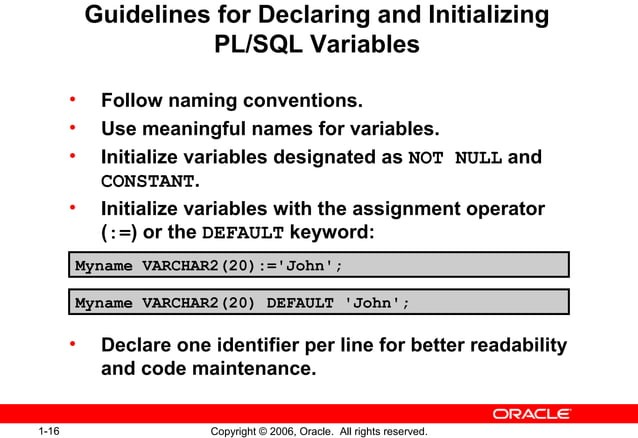 Guidelines for Declaring and Initializing
PL/SQL Variables
• Follow naming conventions.
• Use meaningful names for variables.
• Initialize variables designated as NOT NULL and
CONSTANT.
• Initialize variables with the assignment operator
(:=) or the DEFAULT keyword:
Myname VARCHAR2(20):='John';
Myname VARCHAR2(20) DEFAULT 'John';
• Declare one identifier per line for better readability
and code maintenance.
ORACLE
1-16 Copyright © 2006, Oracle. All rights reserved.